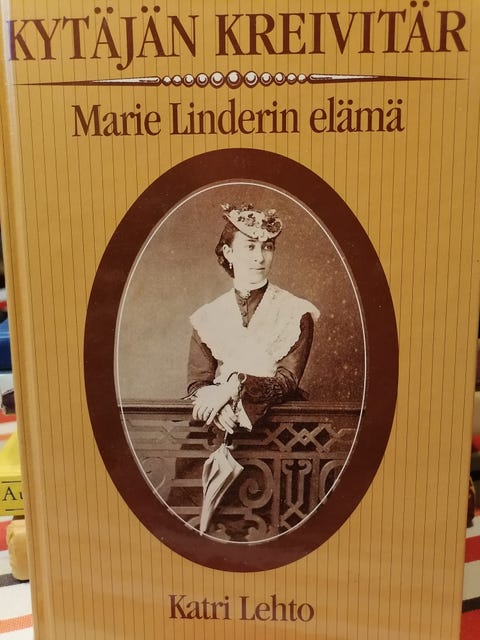 KYTÄJÄN KREIVITÄR
Marie Linderin elämä
Katri Lehto